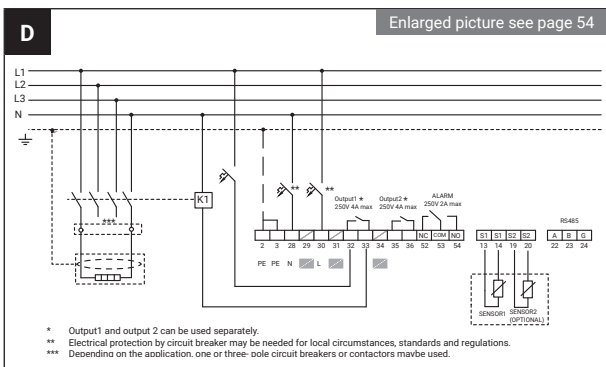 D
Enlarged picture see page 54
L1
L2
L3
N
K1
***
**
**
Output1 *
250V 4A max
Output2 *
250V 4A max
ALARM
250V 2A max
NC COM NO
2 3 28 29 30 31 32 33 34 35 36 52 53 54
PE PE N L
S1 S1 S2 S2
13 14 19 20
RS485
A B G
22 23 24
SENSOR1
SENSOR2
(OPTIONAL)
* Output1 and output 2 can be used separately.
** Electrical protection by circuit breaker may be needed for local circumstances, standards and regulations.
*** Depending on the application, one or three- pole circuit breakers or contactors maybe used.